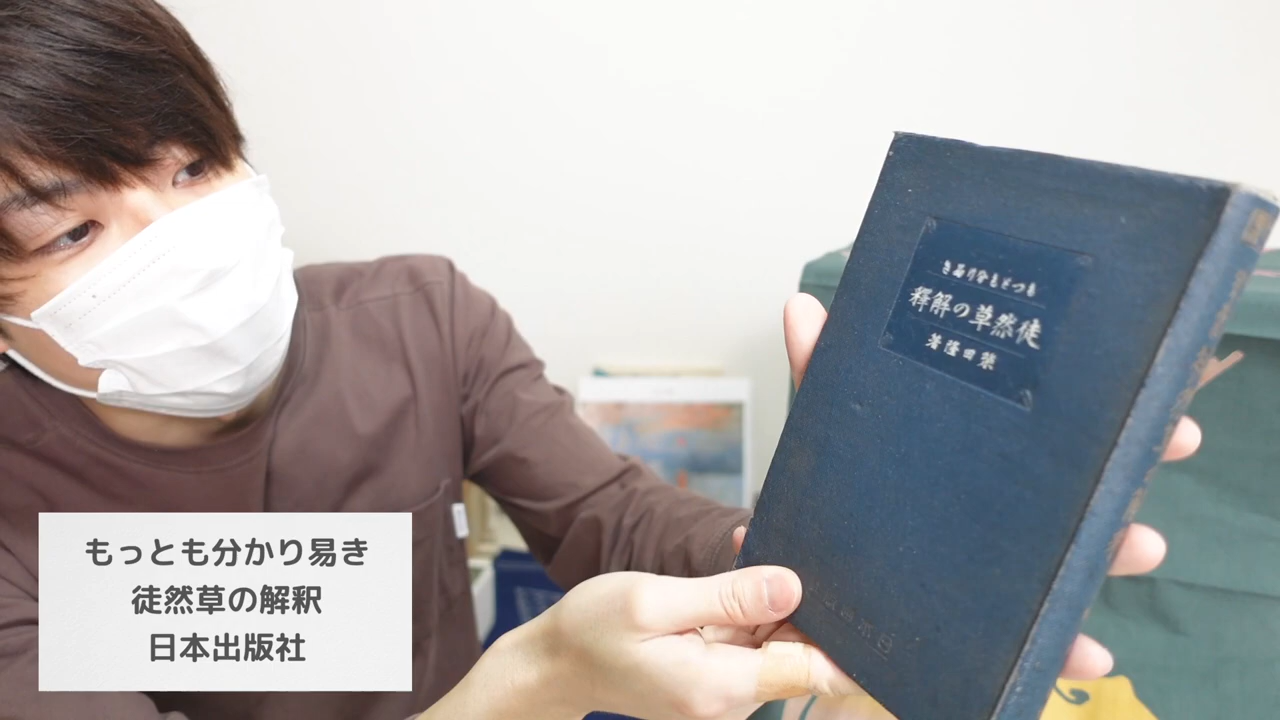 もっとも分かり易き
徒然草の解釈
日本出版社
もつとも分り易き
徒然草の解釋
田隆著